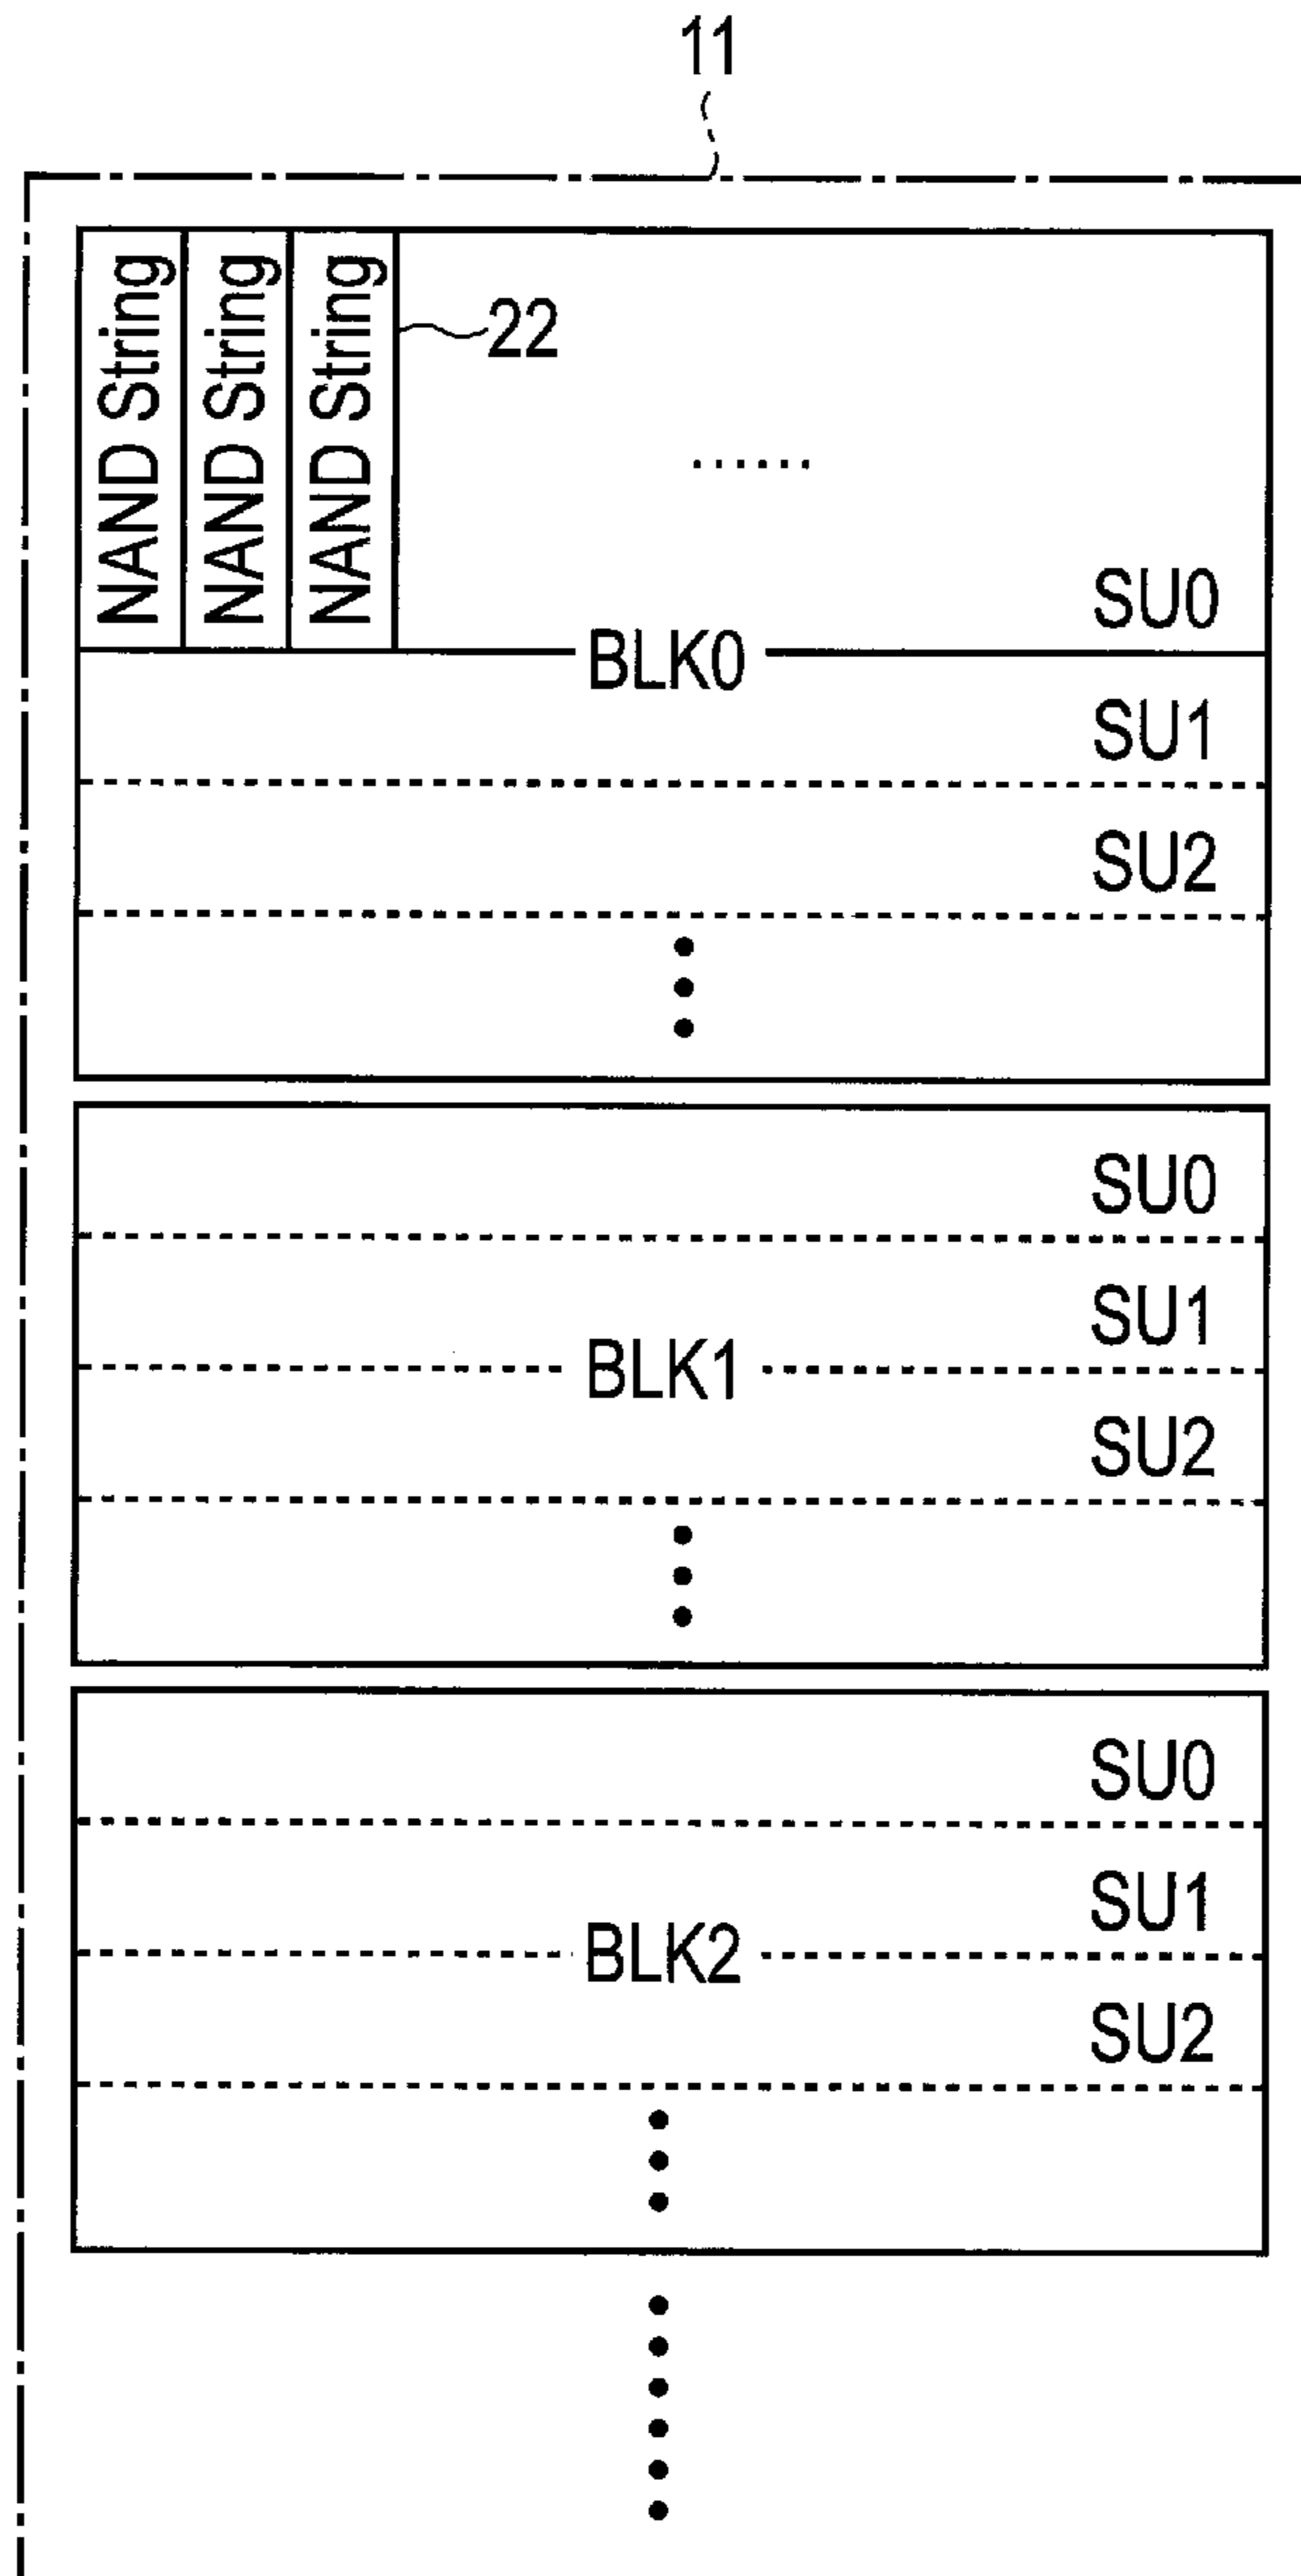 11
NAND String
NAND String
NAND String
22
......
SU0
BLK0
SU1
SU2
SU0
SU1
BLK1
SU2
SU0
SU1
BLK2
SU2